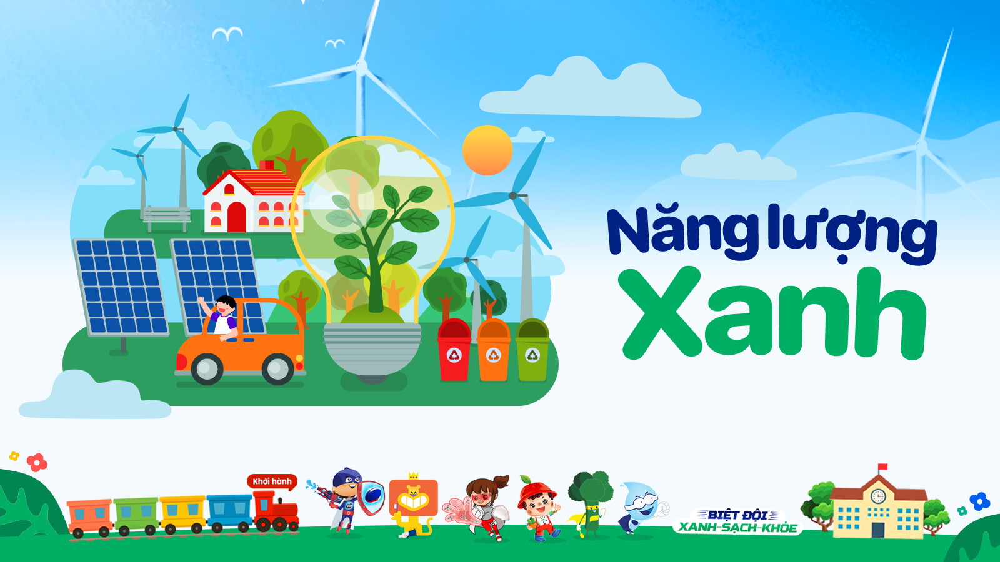 Năng lượng
Xanh
Khởi hành
BIỆT ĐỘI
XANH-SẠCH-KHỎE